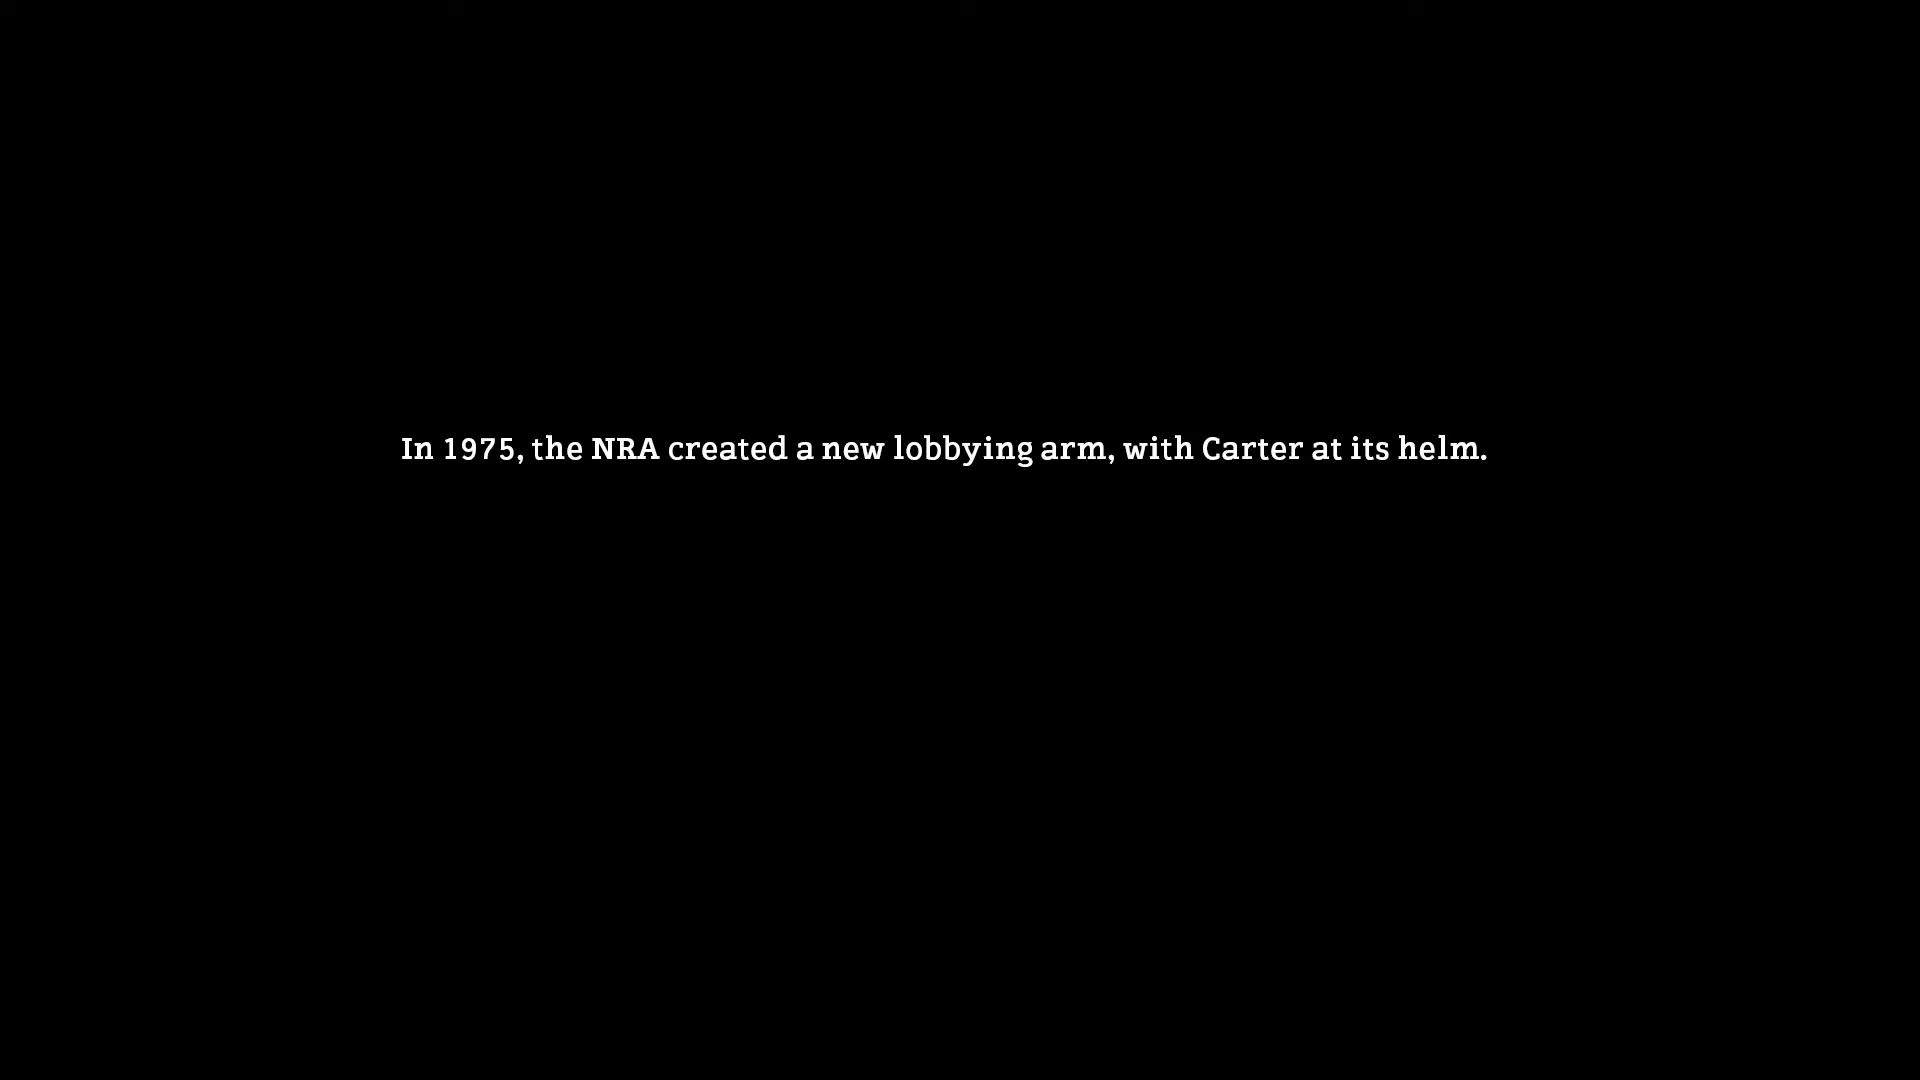 In 1975, the NRA created a new lobbying arm, with Carter at its helm.